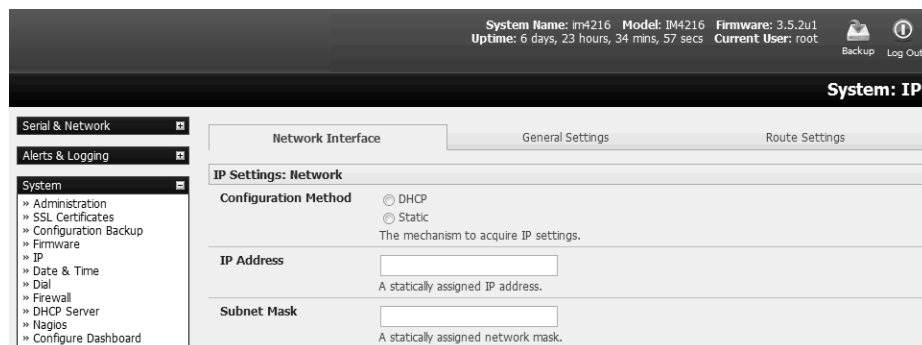 System Name: im4216 Model: IM4216 Firmware: 3.5.2u1
Uptime: 6 days, 23 hours, 34 mins, 57 secs Current User: root
Backup
Log Out
System: IP
Serial & Network
Alerts & Logging
System
» Administration
» SSL Certificates
» Configuration Backup
» Firmware
» IP
» Date & Time
» Dial
» Firewall
» DHCP Server
» Nagios
» Configure Dashboard
Network Interface
General Settings
Route Settings
IP Settings: Network
Configuration Method
DHCP
Static
The mechanism to acquire IP settings.
IP Address
A statically assigned IP address.
Subnet Mask
A statically assigned network mask.